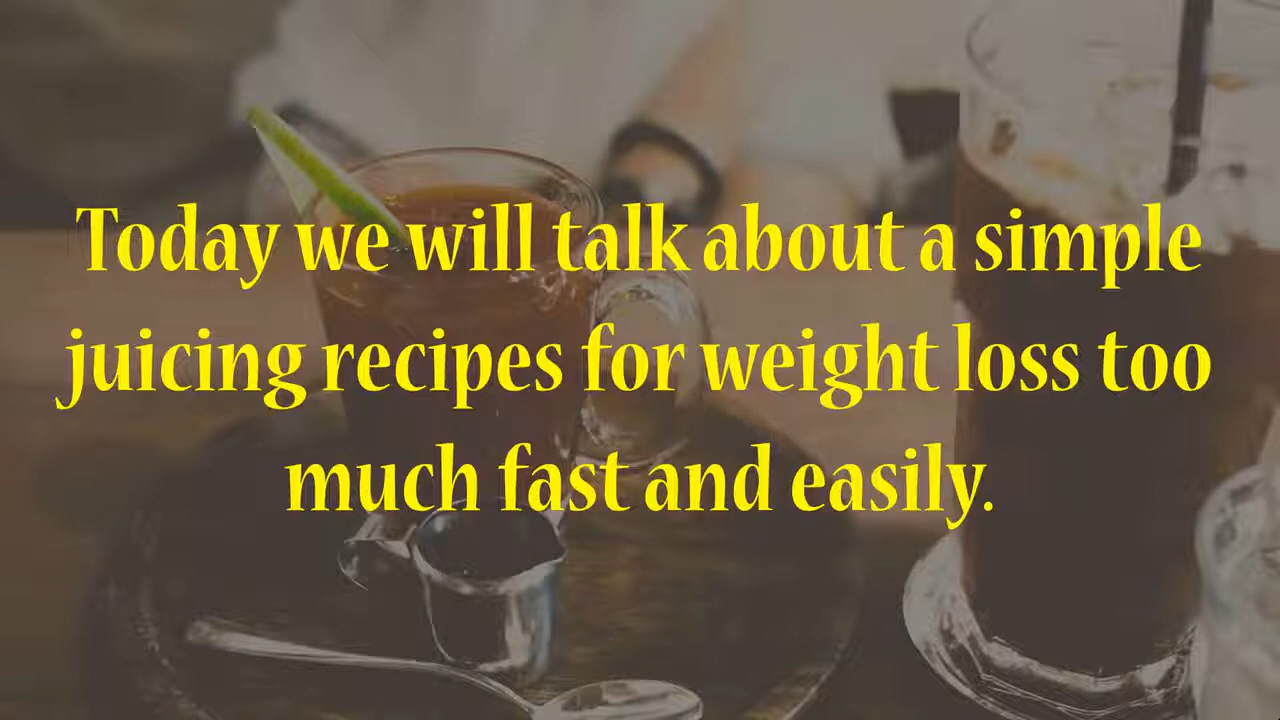 Today we will talk about a simple
juicing recipes for weight loss too
much fast and easily.